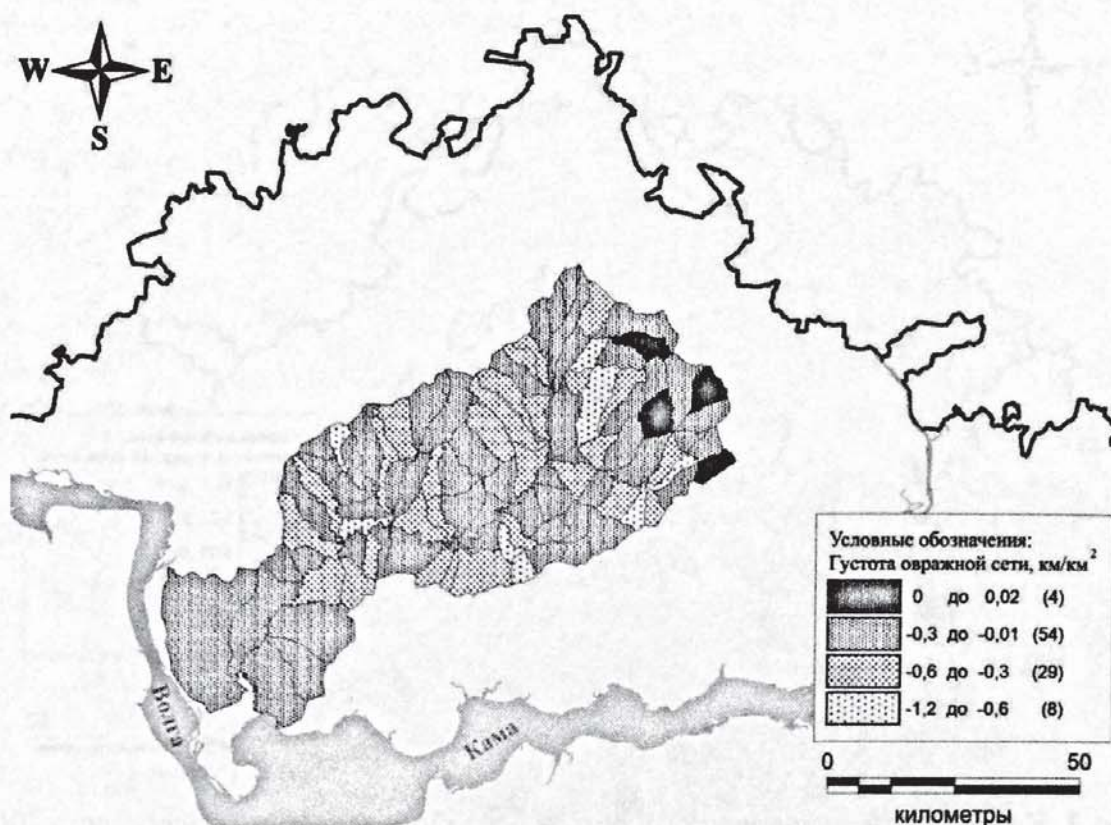 W E
S
Волга
Кама
Условные обозначения:
Густота овражной сети, км/км²
0 до 0,02 (4)
-0,3 до -0,01 (54)
-0,6 до -0,3 (29)
-1,2 до -0,6 (8)
0 50
километры